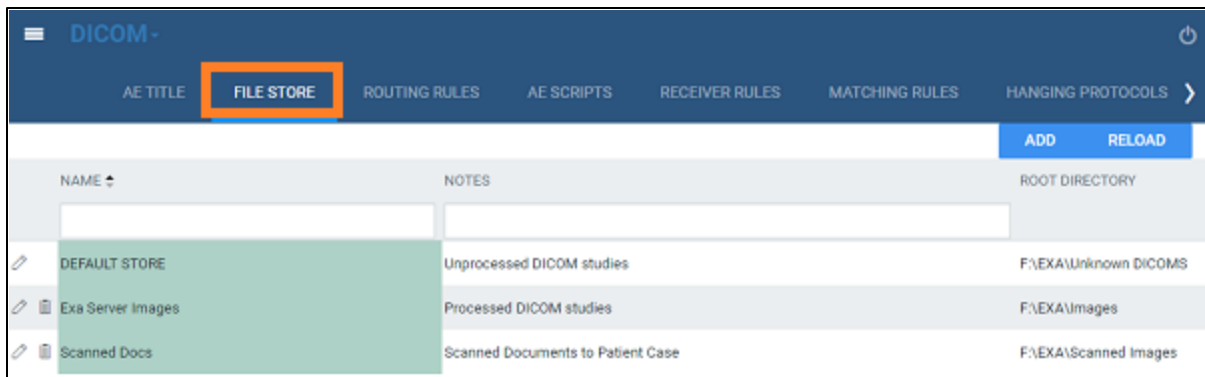 DICOM
AE TITLE FILE STORE ROUTING RULES AE SCRIPTS RECEIVER RULES MATCHING RULES HANGING PROTOCOLS
ADD RELOAD
NAME NOTES ROOT DIRECTORY
DEFAULT STORE Unprocessed DICOM studies F:\EXA\Unknown DICOMS
Exa Server Images Processed DICOM studies F:\EXA\Images
Scanned Docs Scanned Documents to Patient Case F:\EXA\Scanned Images